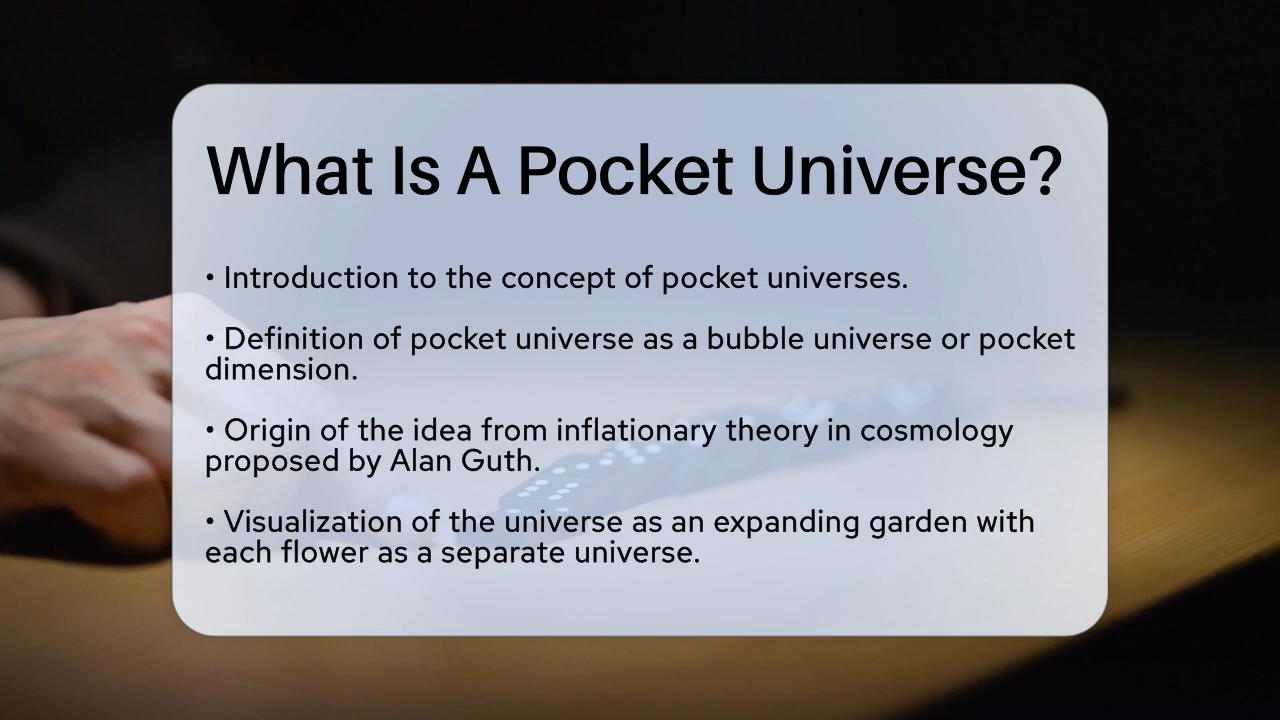 What Is A Pocket Universe?
• Introduction to the concept of pocket universes.
• Definition of pocket universe as a bubble universe or pocket
dimension.
• Origin of the idea from inflationary theory in cosmology
proposed by Alan Guth.
• Visualization of the universe as an expanding garden with
each flower as a separate universe.